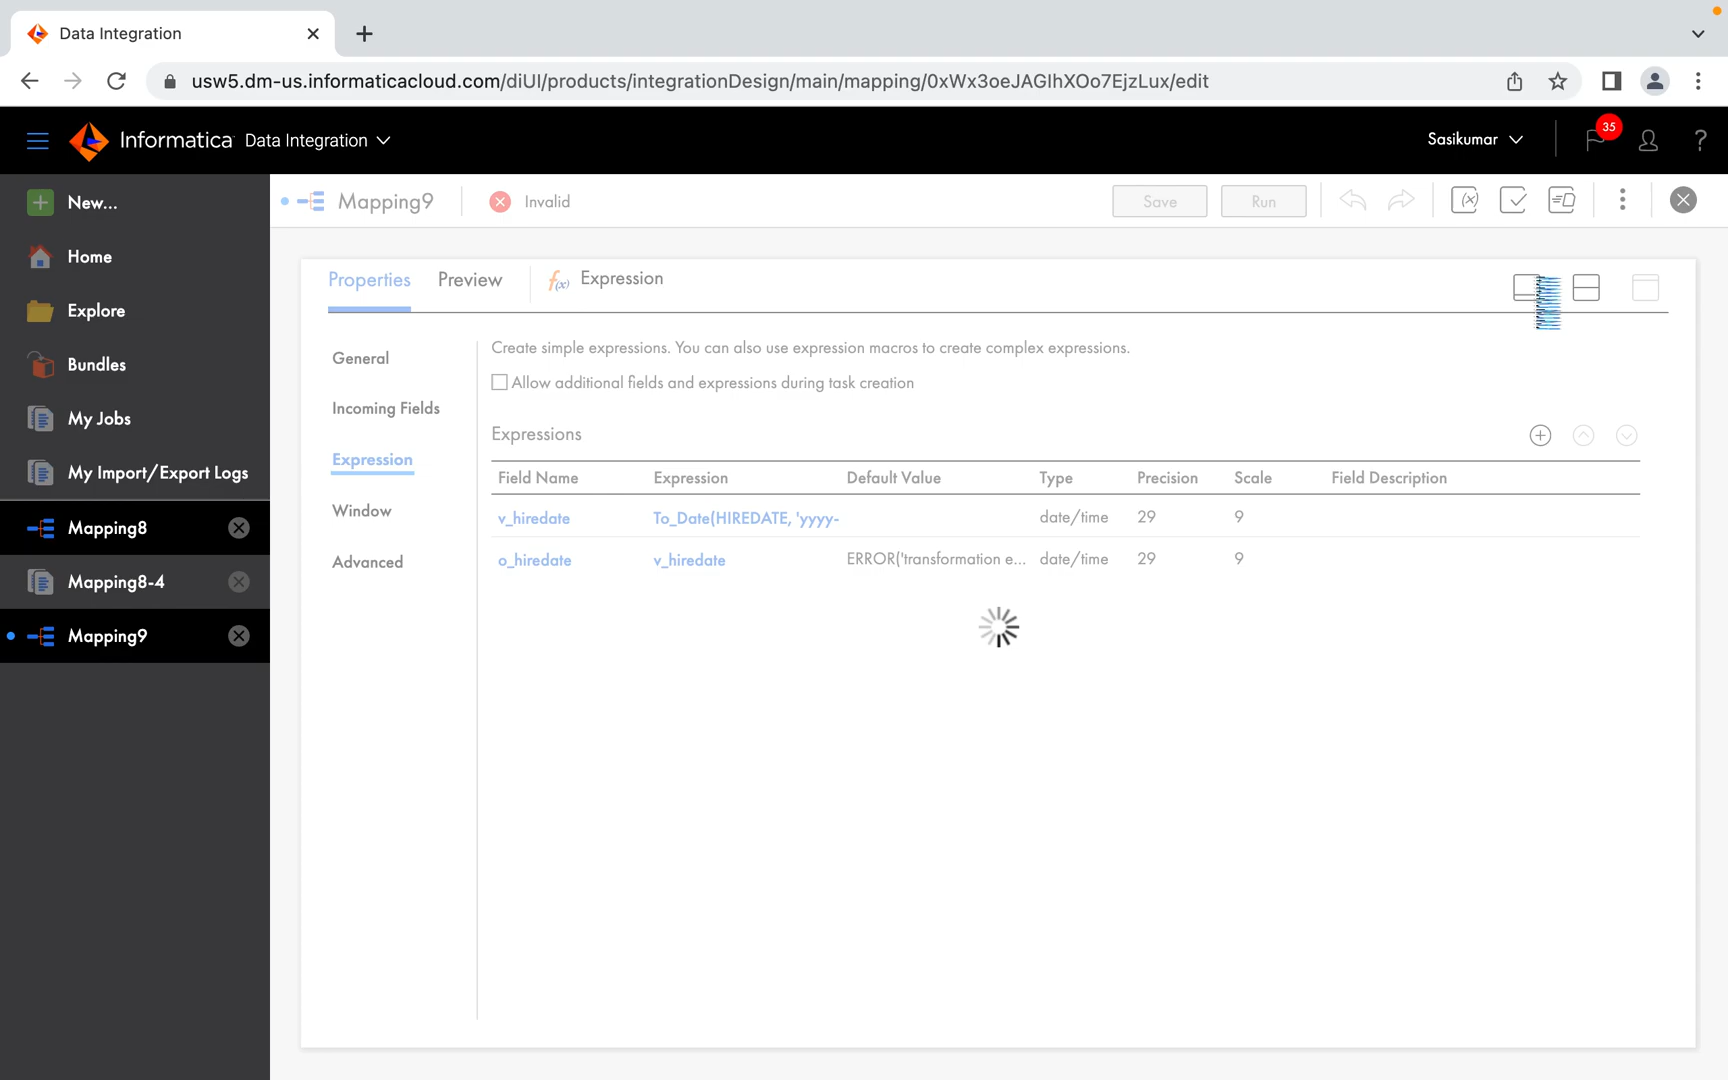 Data Integration
usw5.dm-us.informaticacloud.com/diUI/products/integrationDesign/main/mapping/0xWx3oeJAGIhXOo7EjzLux/edit
Informatica Data Integration
Sasikumar
35
?
New...
Home
Explore
Bundles
My Jobs
My Import/Export Logs
Mapping8
Mapping8-4
Mapping9
Mapping9
Invalid
Save
Run
Properties
Preview
f(x) Expression
General
Incoming Fields
Expression
Window
Advanced
Create simple expressions. You can also use expression macros to create complex expressions.
Allow additional fields and expressions during task creation
Expressions
Field Name Expression Default Value Type Precision Scale Field Description
v_hiredate To_Date(HIREDATE, 'yyyy- date/time 29 9
o_hiredate v_hiredate ERROR('transformation e... date/time 29 9